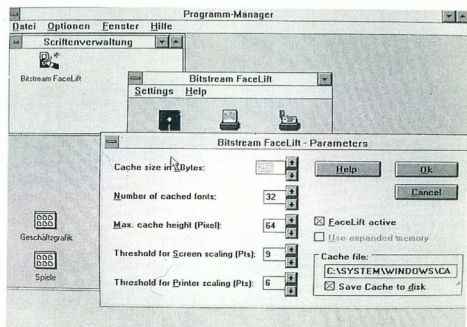 Programm-Manager
Datei Optionen Fenster Hilfe
Scriftenverwaltung
Bitstream FaceLift
Bitstream FaceLift
Settings Help
Bitstream FaceLift - Parameters
Cache size in KBytes:
Help
Ok
Number of cached fonts:
32
Cancel
Max. cache height (Pixel):
64
FaceLift active
Use expanded memory
Threshold for Screen scaling (Pts):
9
Cache file:
C:\SYSTEM\WINDOWS\CA
Threshold for Printer scaling (Pts):
6
Save Cache to disk
Geschäftzgrafik
Spiele